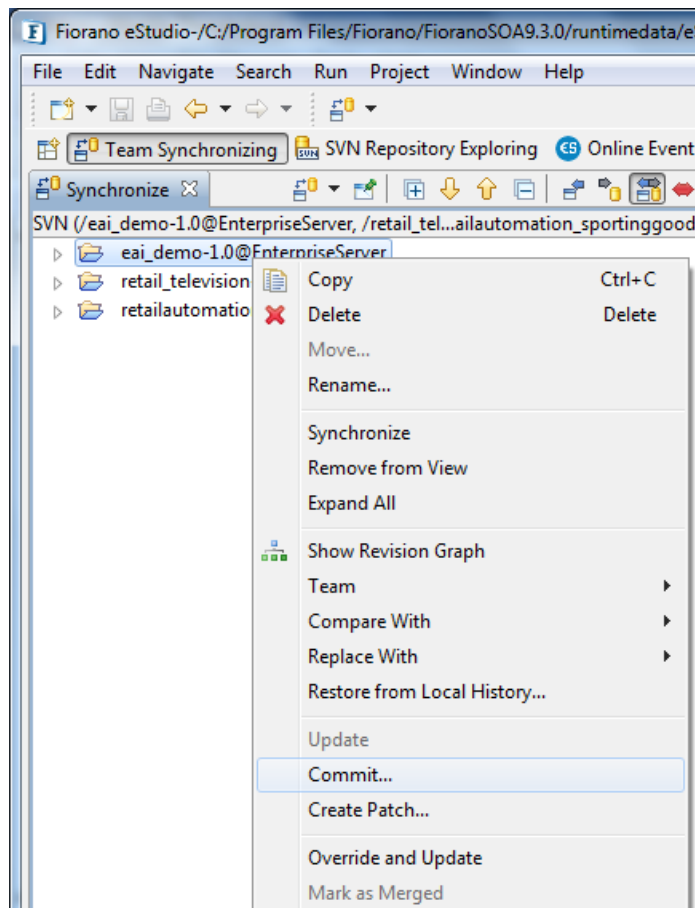 Fiorano eStudio-/C:/Program Files/Fiorano/FioranoSOA9.3.0/runtimedata/e
File Edit Navigate Search Run Project Window Help
Team Synchronizing SVN Repository Exploring Online Event
Synchronize
SVN (/eai_demo-1.0@EnterpriseServer, /retail_tel...ailautomation_sportinggood
eai_demo-1.0@EnterpriseServer
retail_television
retailautomatio
Copy Ctrl+C
Delete Delete
Move...
Rename...
Synchronize
Remove from View
Expand All
Show Revision Graph
Team
Compare With
Replace With
Restore from Local History...
Update
Commit...
Create Patch...
Override and Update
Mark as Merged